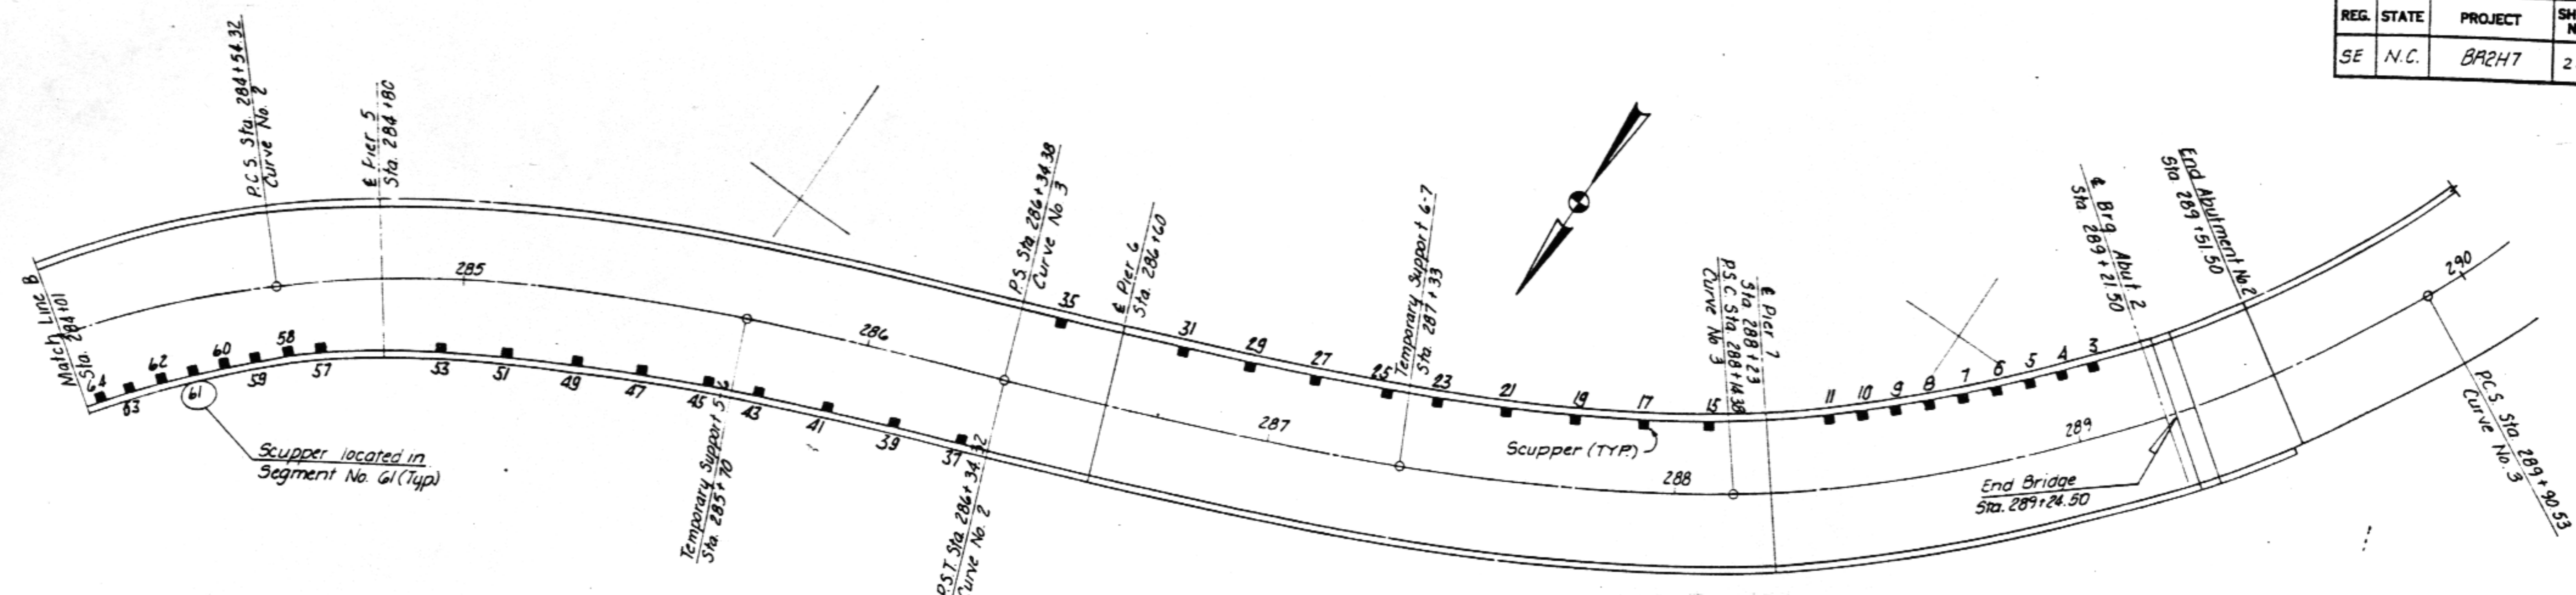 REG. STATE PROJECT
SE N.C. BR2H7 2
P.C.S. Sta. 284+54.32
Curve No. 2
℄ Pier 5
Sta. 284+80
P.S. Sta. 286+34.38
Curve No 3
℄ Pier 6
Sta. 286+60
Temporary Support 6-7
Sta. 287+33
P.S.C. Sta. 288+14.38
Curve No 3
℄ Pier 7
Sta 288+23
℄ Brg Abut. 2
Sta 289+21.50
End Abutment No 2
Sta. 289+51.50
Match Line B
Sta. 284+01
285
286
287
288
289
290
64
63
62
61
60
59
58
57
53
51
49
47
45
43
41
39
37
35
31
29
27
25
23
21
19
17
15
11
10
9
8
7
6
5
4
3
Scupper located in
Segment No. 61 (Typ)
Temporary Support 5-6
Sta. 285+70
P.S.T. Sta. 286+34.32
Curve No. 2
Scupper (TYP.)
End Bridge
Sta. 289+24.50
P.C.S. Sta. 289+90.53
Curve No. 3